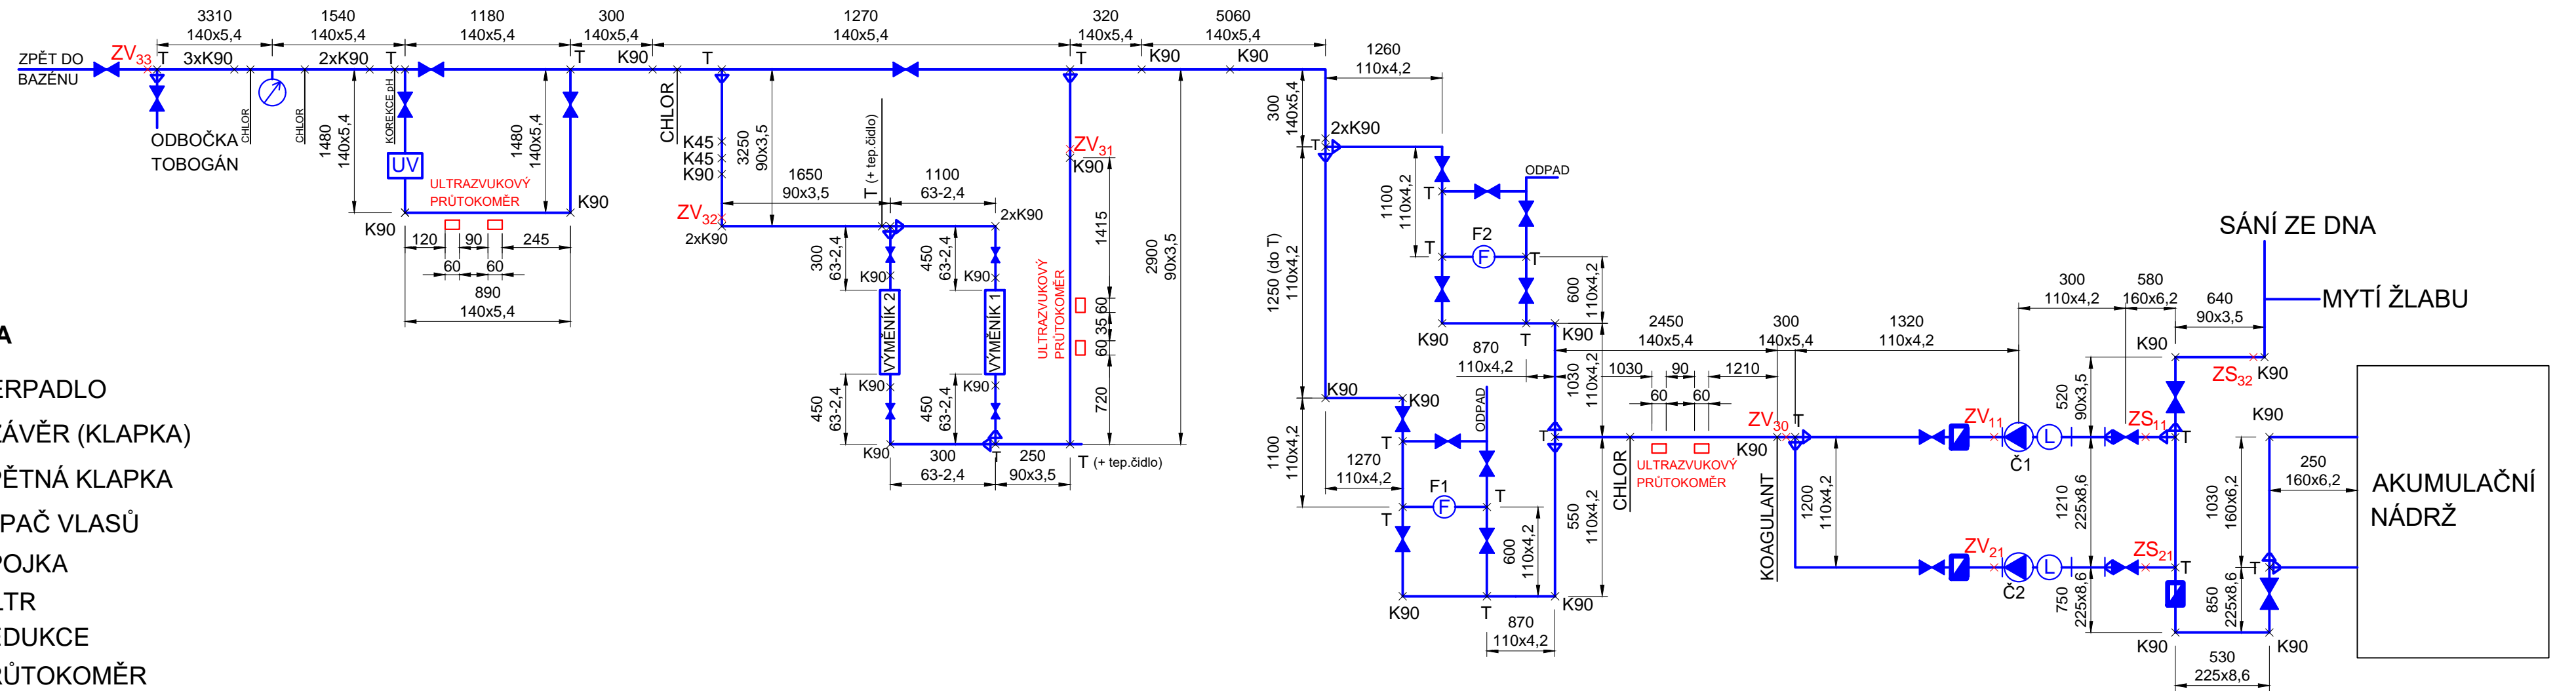 3310
140x5,4
1540
140x5,4
1180
140x5,4
300
140x5,4
1270
140x5,4
320
140x5,4
5060
140x5,4
1260
110x4,2
ZPĚT DO
BAZÉNU
ZV33
T
3xK90
2xK90
T
T
K90
T
T
K90
K90
ODBOČKA
TOBOGÁN
CHLOR
CHLOR
KOREKCE pH
1480
140x5,4
1480
140x5,4
UV
ULTRAZVUKOVÝ
PRŮTOKOMĚR
K90
K90
120
90
245
60
60
890
140x5,4
CHLOR
K45
K45
K90
3250
90x3,5
T (+ tep.čidlo)
1650
90x3,5
1100
63-2,4
ZV32
2xK90
2xK90
300
63-2,4
450
63-2,4
K90
K90
VÝMĚNÍK 2
VÝMĚNÍK 1
K90
K90
450
63-2,4
450
63-2,4
K90
T
T (+ tep.čidlo)
300
63-2,4
250
90x3,5
ZV31
K90
1415
2900
90x3,5
ULTRAZVUKOVÝ
PRŮTOKOMĚR
60
35
60
720
300
140x5,4
2xK90
T
1250 (do T)
110x4,2
1100
110x4,2
ODPAD
T
T
F2
F
T
600
110x4,2
K90
T
K90
870
110x4,2
1030
110x4,2
K90
K90
1100
110x4,2
1270
110x4,2
ODPAD
T
F1
F
T
T
600
110x4,2
K90
T
K90
870
110x4,2
T
550
110x4,2
2450
140x5,4
300
140x5,4
1320
110x4,2
1030
90
1210
60
60
CHLOR
ULTRAZVUKOVÝ
PRŮTOKOMĚR
ZV30
K90
T
KOAGULANT
1200
110x4,2
ZV11
Č1
L
ZS11
T
ZV21
Č2
L
ZS21
T
300
110x4,2
580
160x6,2
640
90x3,5
SÁNÍ ZE DNA
MYTÍ ŽLABU
K90
ZS32
K90
520
90x3,5
1210
225x8,6
750
225x8,6
K90
1030
160x6,2
T
850
225x8,6
250
160x6,2
K90
K90
530
225x8,6
AKUMULAČNÍ
NÁDRŽ
A
ERPADLO
ZÁVĚR (KLAPKA)
PĚTNÁ KLAPKA
PAČ VLASŮ
POJKA
LTR
EDUKCE
RŮTOKOMĚR